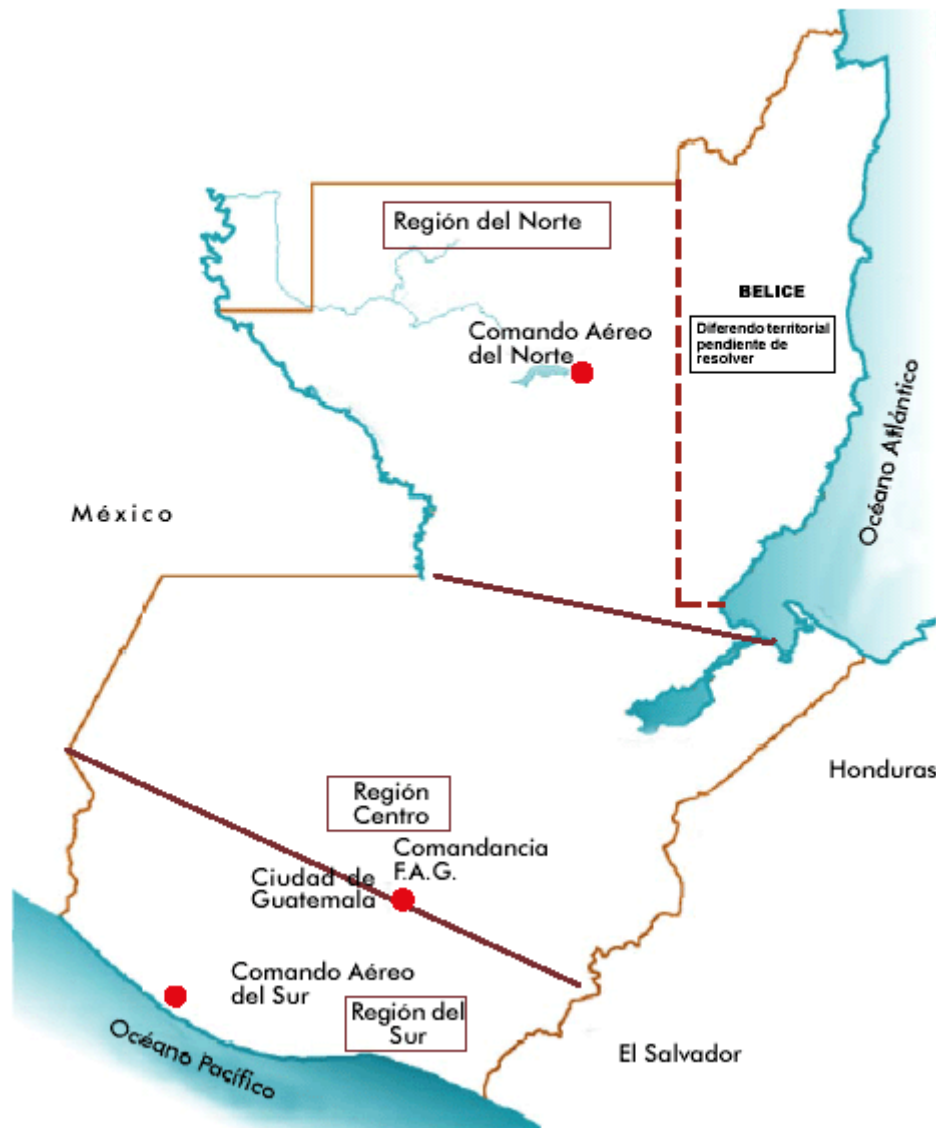 Región del Norte
BELICE
Diferendo territorial
pendiente de
resolver
Comando Aéreo
del Norte
Océano Atlántico
México
Honduras
Región
Centro
Comandancia
F.A.G.
Ciudad de
Guatemala
Comando Aéreo
del Sur
Región del
Sur
El Salvador
Océano Pacífico